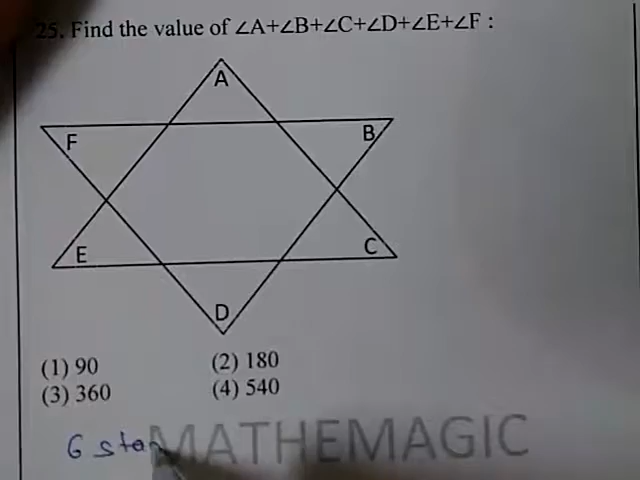 25. Find the value of ∠A+∠B+∠C+∠D+∠E+∠F :
A
F
B
E
C
D
(1) 90 (2) 180
(3) 360 (4) 540
6 sta
MATHEMAGIC